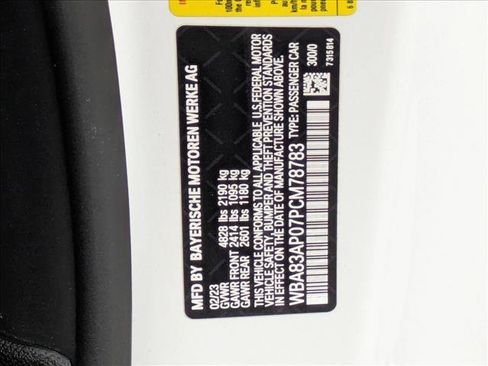 MFD BY BAYERISCHE MOTOREN WERKE AG
02/23
GVWR 4828 lbs 2190 kg
GAWR FRONT 2414 lbs 1095 kg
GAWR REAR 2601 lbs 1180 kg
THIS VEHICLE CONFORMS TO ALL APPLICABLE U.S.FEDERAL MOTOR
VEHICLE SAFETY, BUMPER AND THEFT PREVENTION STANDARDS
IN EFFECT ON THE DATE OF MANUFACTURE SHOWN ABOVE.
WBA83AP07PCM78783 TYPE: PASSENGER CAR
300/0
7315814